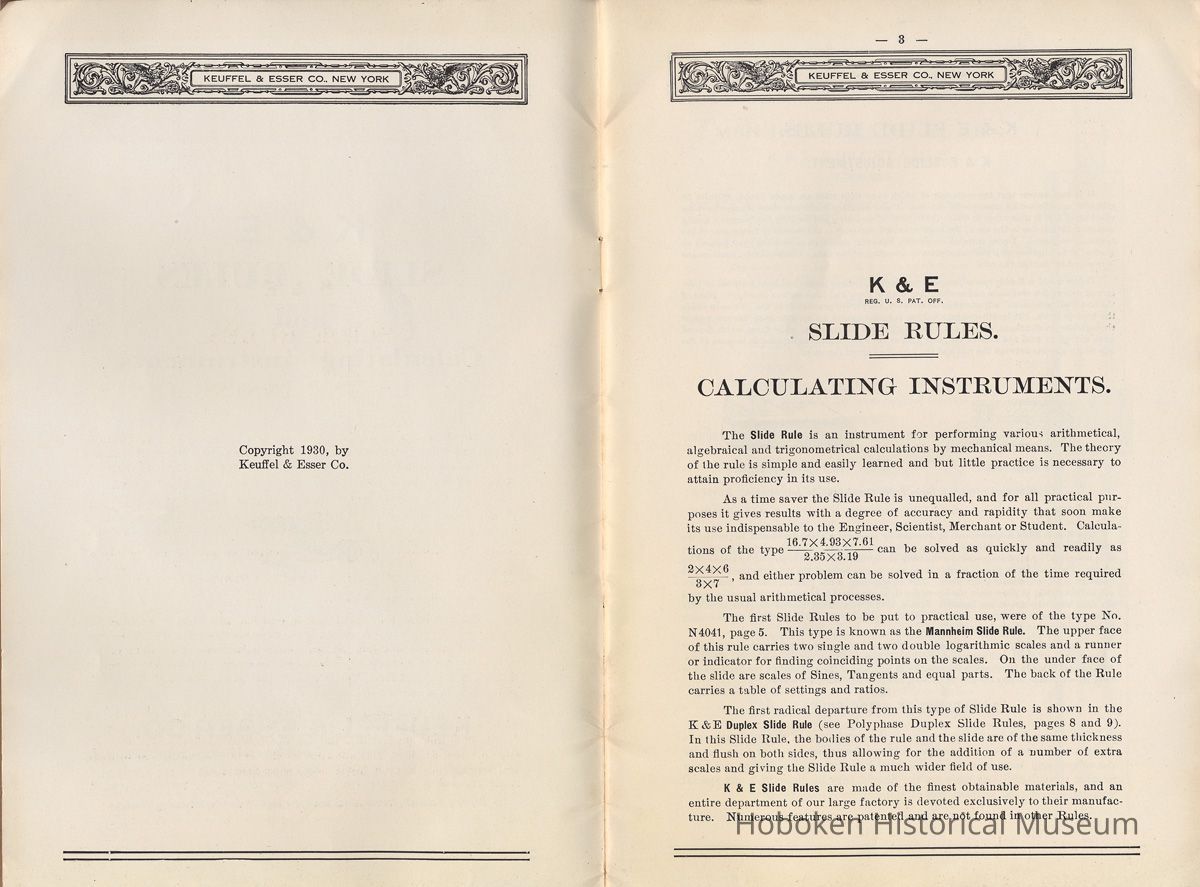 KEUFFEL & ESSER CO., NEW YORK
Copyright 1930, by
Keuffel & Esser Co.
— 3 —
KEUFFEL & ESSER CO., NEW YORK
K & E
REG. U. S. PAT. OFF.
SLIDE RULES.
CALCULATING INSTRUMENTS.
The Slide Rule is an instrument for performing various arithmetical,
algebraical and trigonometrical calculations by mechanical means. The theory
of the rule is simple and easily learned and but little practice is necessary to
attain proficiency in its use.
As a time saver the Slide Rule is unequalled, and for all practical pur-
poses it gives results with a degree of accuracy and rapidity that soon make
its use indispensable to the Engineer, Scientist, Merchant or Student. Calcula-
tions of the type 16.7×4.93×7.61 / 2.35×3.19 can be solved as quickly and readily as
2×4×6 / 3×7, and either problem can be solved in a fraction of the time required
by the usual arithmetical processes.
The first Slide Rules to be put to practical use, were of the type No.
N4041, page 5. This type is known as the Mannheim Slide Rule. The upper face
of this rule carries two single and two double logarithmic scales and a runner
or indicator for finding coinciding points on the scales. On the under face of
the slide are scales of Sines, Tangents and equal parts. The back of the Rule
carries a table of settings and ratios.
The first radical departure from this type of Slide Rule is shown in the
K & E Duplex Slide Rule (see Polyphase Duplex Slide Rules, pages 8 and 9).
In this Slide Rule, the bodies of the rule and the slide are of the same thickness
and flush on both sides, thus allowing for the addition of a number of extra
scales and giving the Slide Rule a much wider field of use.
K & E Slide Rules are made of the finest obtainable materials, and an
entire department of our large factory is devoted exclusively to their manufac-
ture. Numerous features are patented and are not found in other Rules.
Hoboken Historical Museum